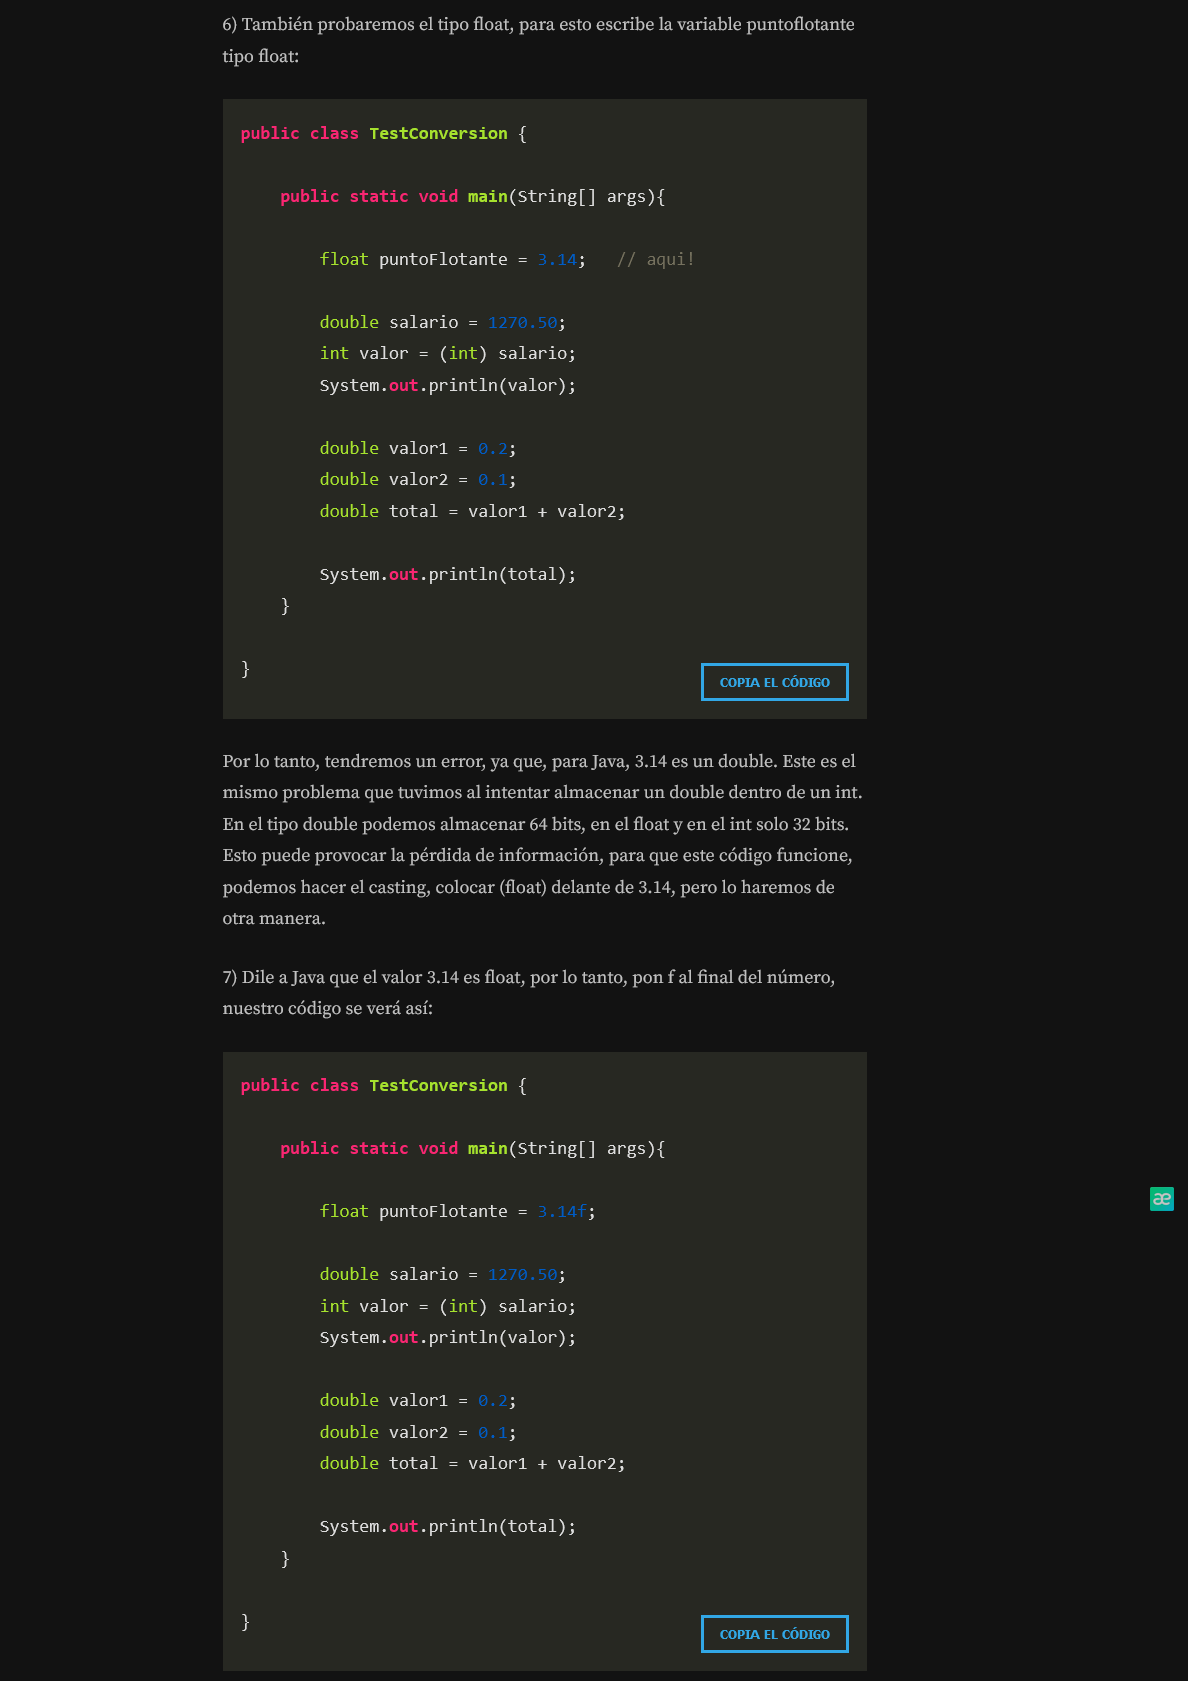 6) También probaremos el tipo float, para esto escribe la variable puntoflotante
tipo float:
public class TestConversion {
public static void main(String[] args){
float puntoFlotante = 3.14;   // aqui!
double salario = 1270.50;
int valor = (int) salario;
System.out.println(valor);
double valor1 = 0.2;
double valor2 = 0.1;
double total = valor1 + valor2;
System.out.println(total);
}
}
COPIA EL CÓDIGO
Por lo tanto, tendremos un error, ya que, para Java, 3.14 es un double. Este es el
mismo problema que tuvimos al intentar almacenar un double dentro de un int.
En el tipo double podemos almacenar 64 bits, en el float y en el int solo 32 bits.
Esto puede provocar la pérdida de información, para que este código funcione,
podemos hacer el casting, colocar (float) delante de 3.14, pero lo haremos de
otra manera.
7) Dile a Java que el valor 3.14 es float, por lo tanto, pon f al final del número,
nuestro código se verá así:
public class TestConversion {
public static void main(String[] args){
float puntoFlotante = 3.14f;
æ
double salario = 1270.50;
int valor = (int) salario;
System.out.println(valor);
double valor1 = 0.2;
double valor2 = 0.1;
double total = valor1 + valor2;
System.out.println(total);
}
}
COPIA EL CÓDIGO